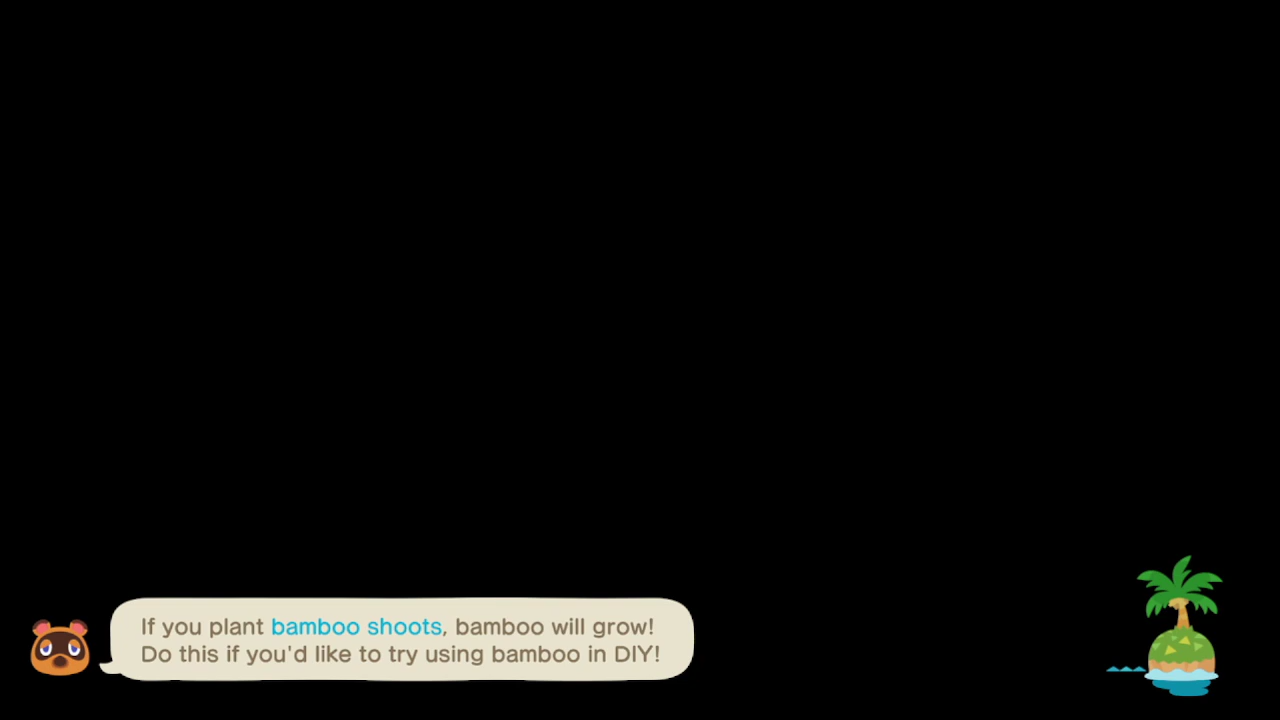 If you plant bamboo shoots, bamboo will grow!
Do this if you'd like to try using bamboo in DIY!